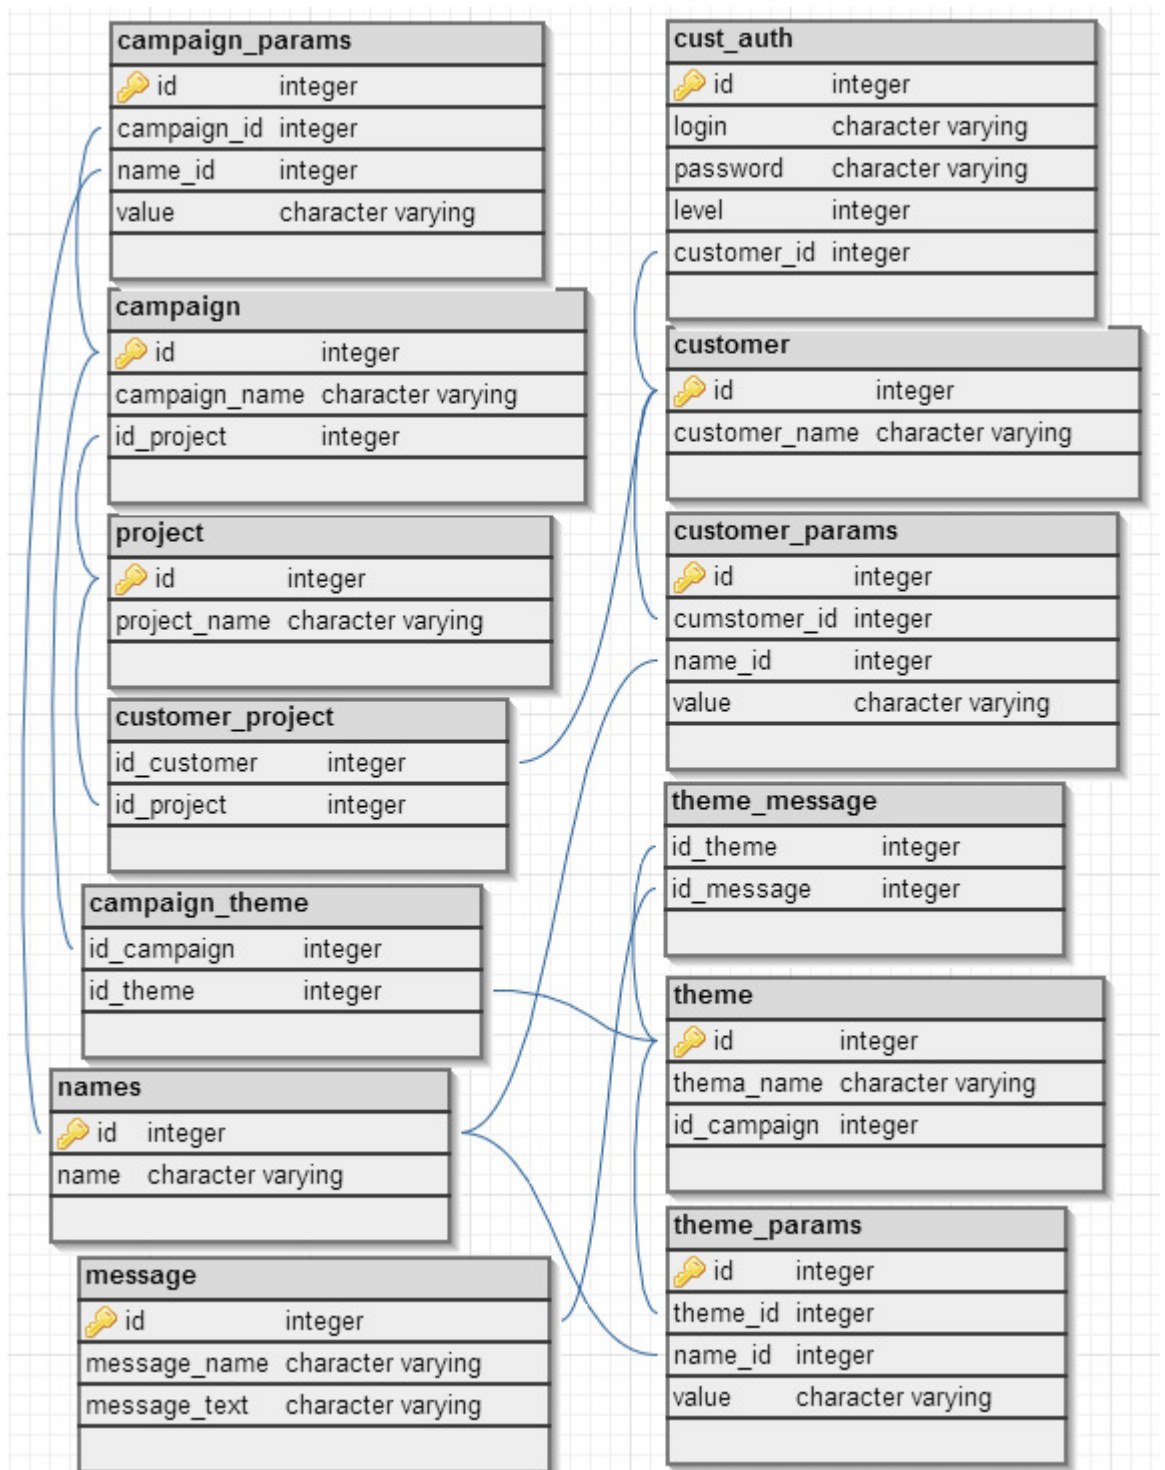 campaign_params
id integer
campaign_id integer
name_id integer
value character varying
campaign
id integer
campaign_name character varying
id_project integer
project
id integer
project_name character varying
customer_project
id_customer integer
id_project integer
campaign_theme
id_campaign integer
id_theme integer
names
id integer
name character varying
message
id integer
message_name character varying
message_text character varying
cust_auth
id integer
login character varying
password character varying
level integer
customer_id integer
customer
id integer
customer_name character varying
customer_params
id integer
cumstomer_id integer
name_id integer
value character varying
theme_message
id_theme integer
id_message integer
theme
id integer
thema_name character varying
id_campaign integer
theme_params
id integer
theme_id integer
name_id integer
value character varying